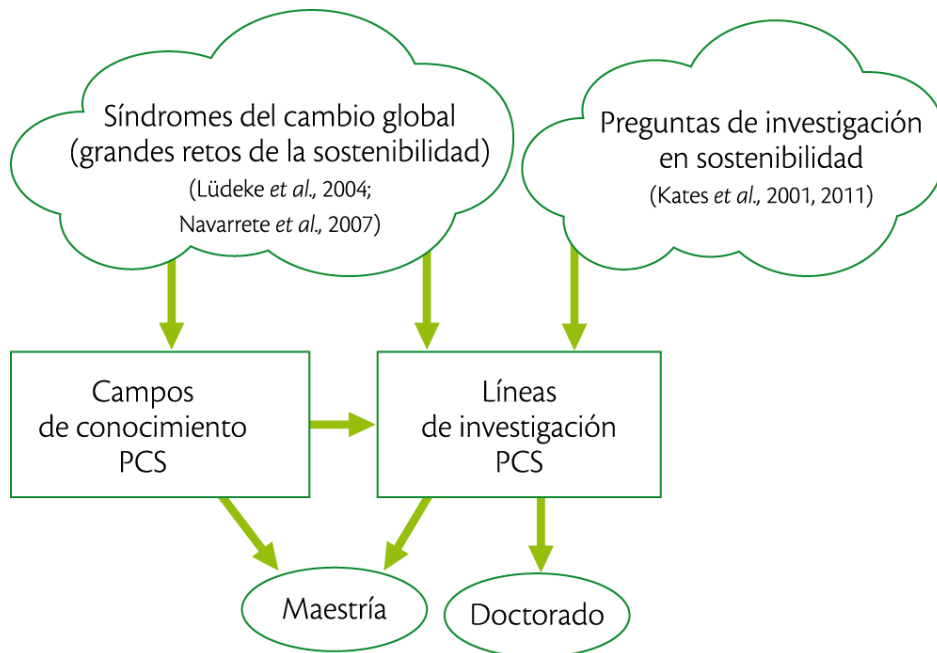 Síndromes del cambio global
(grandes retos de la sostenibilidad)
(Lüdeke et al., 2004;
Navarrete et al., 2007)
Preguntas de investigación
en sostenibilidad
(Kates et al., 2001, 2011)
Campos
de conocimiento
PCS
Líneas
de investigación
PCS
Maestría
Doctorado